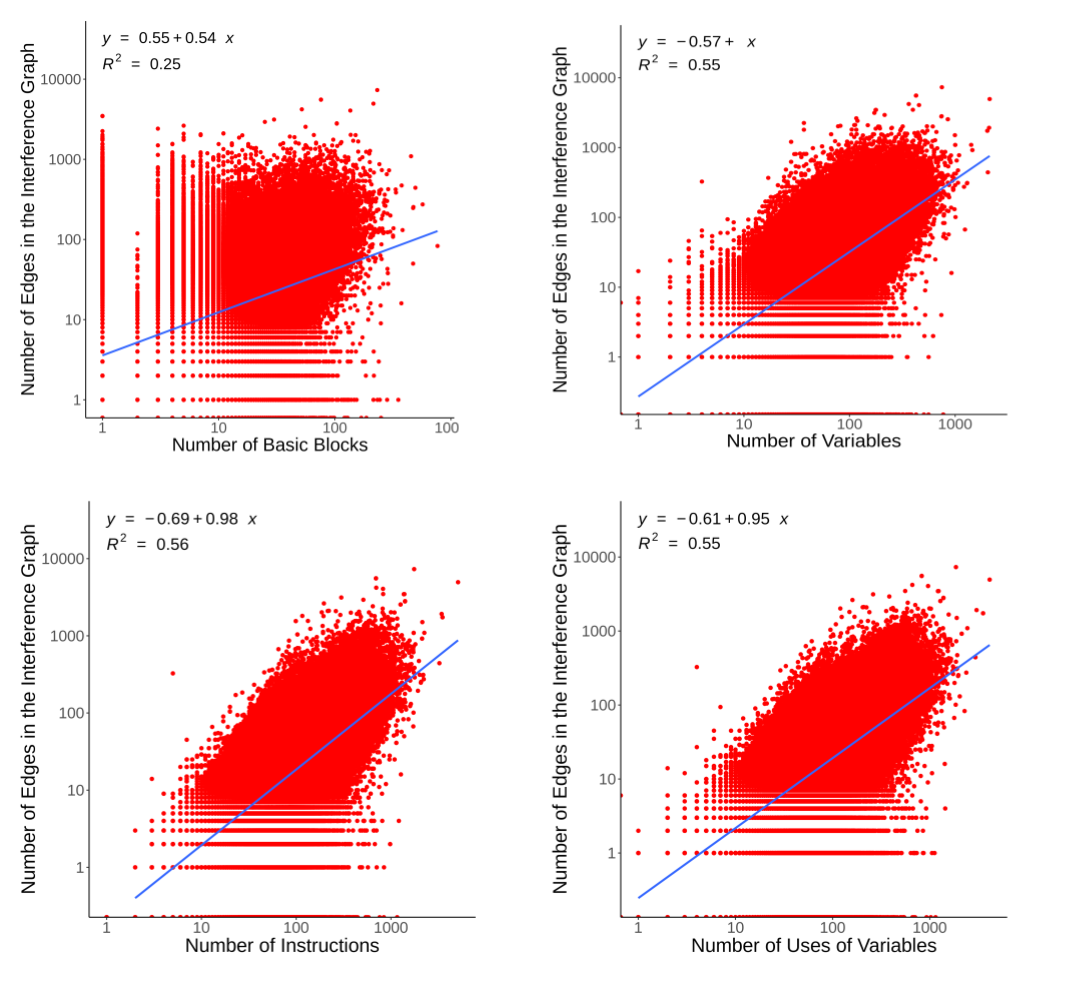 y = 0.55 + 0.54 x
R² = 0.25
Number of Edges in the Interference Graph
10000
1000
100
10
1
1 10 100 100
Number of Basic Blocks
y = −0.57 + x
R² = 0.55
Number of Edges in the Interference Graph
10000
1000
100
10
1
1 10 100 1000
Number of Variables
y = −0.69 + 0.98 x
R² = 0.56
Number of Edges in the Interference Graph
10000
1000
100
10
1
1 10 100 1000
Number of Instructions
y = −0.61 + 0.95 x
R² = 0.55
Number of Edges in the Interference Graph
10000
1000
100
10
1
1 10 100 1000
Number of Uses of Variables